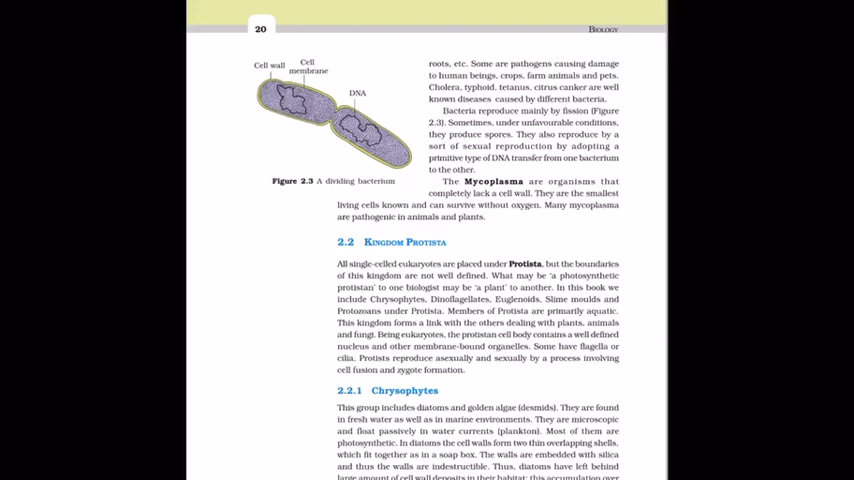 20
BIOLOGY
Cell wall
Cell
membrane
DNA
Figure 2.3 A dividing bacterium
roots, etc. Some are pathogens causing damage
to human beings, crops, farm animals and pets.
Cholera, typhoid, tetanus, citrus canker are well
known diseases caused by different bacteria.
Bacteria reproduce mainly by fission (Figure
2.3). Sometimes, under unfavourable conditions,
they produce spores. They also reproduce by a
sort of sexual reproduction by adopting a
primitive type of DNA transfer from one bacterium
to the other.
The Mycoplasma are organisms that
completely lack a cell wall. They are the smallest
living cells known and can survive without oxygen. Many mycoplasma
are pathogenic in animals and plants.
2.2 KINGDOM PROTISTA
All single-celled eukaryotes are placed under Protista, but the boundaries
of this kingdom are not well defined. What may be ‘a photosynthetic
protistan’ to one biologist may be ‘a plant’ to another. In this book we
include Chrysophytes, Dinoflagellates, Euglenoids, Slime moulds and
Protozoans under Protista. Members of Protista are primarily aquatic.
This kingdom forms a link with the others dealing with plants, animals
and fungi. Being eukaryotes, the protistan cell body contains a well defined
nucleus and other membrane-bound organelles. Some have flagella or
cilia. Protists reproduce asexually and sexually by a process involving
cell fusion and zygote formation.
2.2.1 Chrysophytes
This group includes diatoms and golden algae (desmids). They are found
in fresh water as well as in marine environments. They are microscopic
and float passively in water currents (plankton). Most of them are
photosynthetic. In diatoms the cell walls form two thin overlapping shells,
which fit together as in a soap box. The walls are embedded with silica
and thus the walls are indestructible. Thus, diatoms have left behind
large amount of cell wall deposits in their habitat; this accumulation over